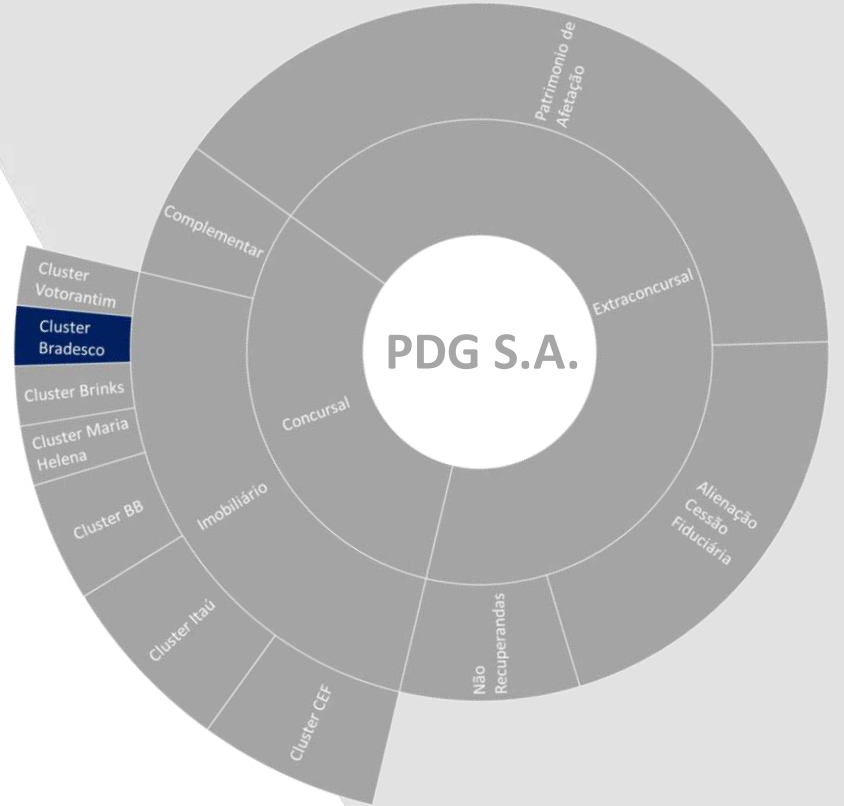 Patrimonio de
Afetação
Complementar
Cluster
Votorantim
Cluster
Bradesco
Extraconcursal
PDG S.A.
Cluster Brinks
Concursal
Cluster Maria
Helena
Imobiliário
Cluster BB
Alienação
Cessão
Fiduciária
Cluster Itaú
Não
Recuperandas
Cluster CEF